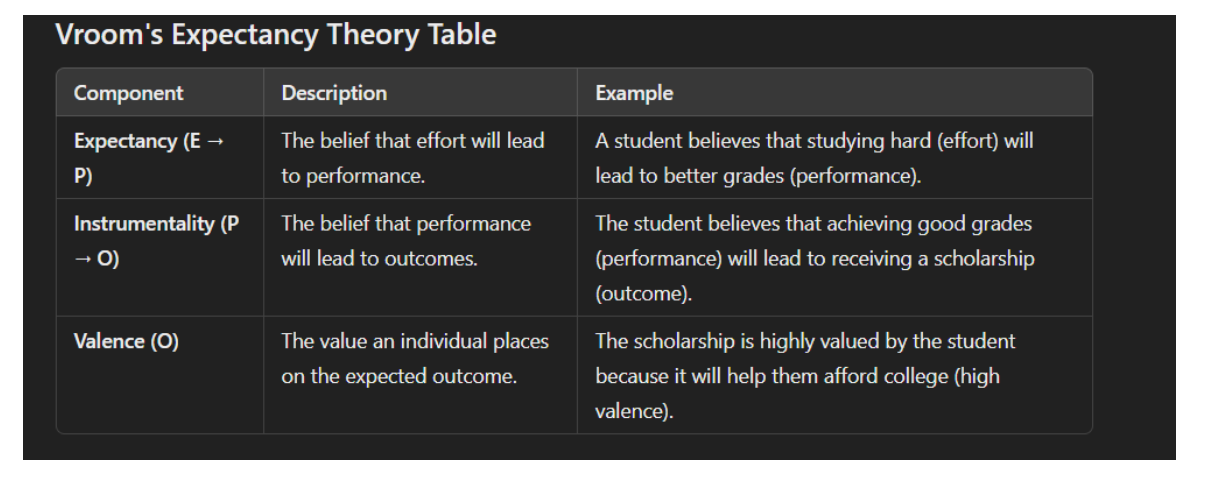 Vroom's Expectancy Theory Table
Component Description Example
Expectancy (E →
P)
The belief that effort will lead
to performance.
A student believes that studying hard (effort) will
lead to better grades (performance).
Instrumentality (P
→ O)
The belief that performance
will lead to outcomes.
The student believes that achieving good grades
(performance) will lead to receiving a scholarship
(outcome).
Valence (O)
The value an individual places
on the expected outcome.
The scholarship is highly valued by the student
because it will help them afford college (high
valence).